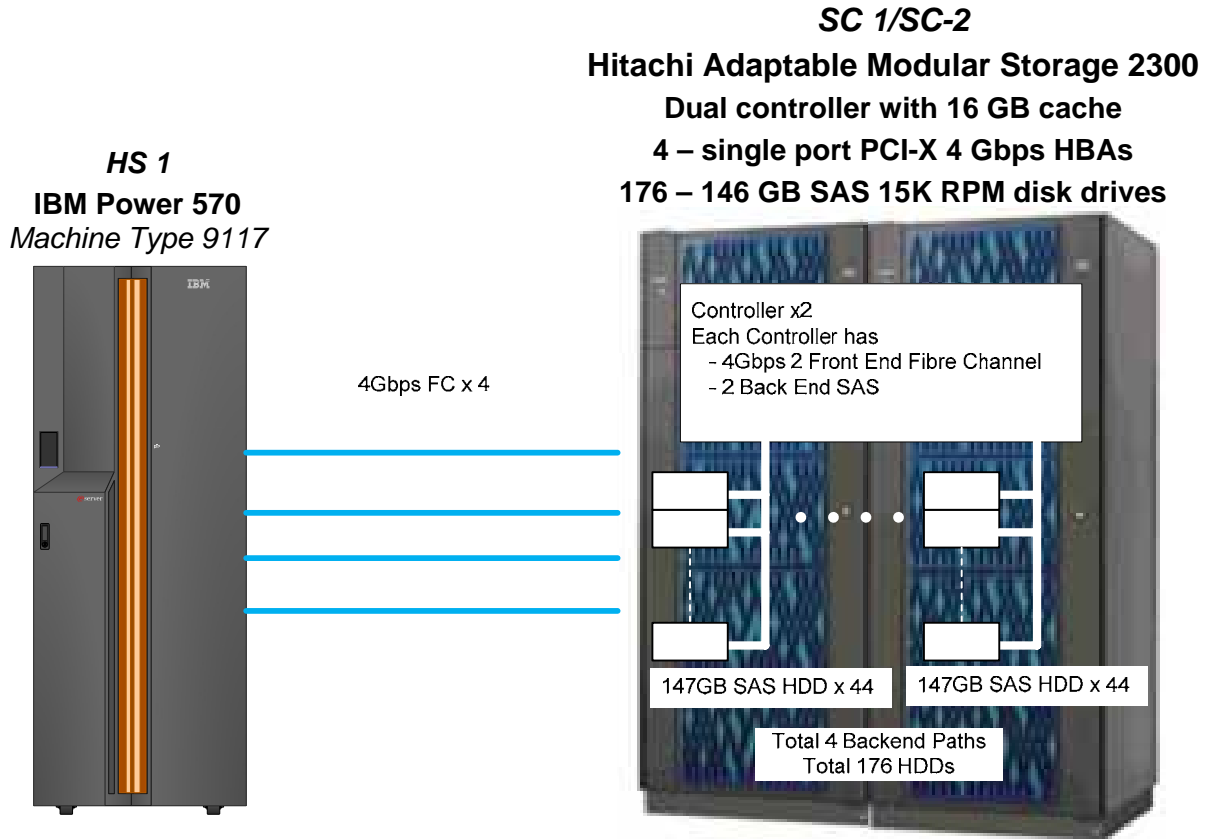 SC 1/SC-2
Hitachi Adaptable Modular Storage 2300
Dual controller with 16 GB cache
4 – single port PCI-X 4 Gbps HBAs
176 – 146 GB SAS 15K RPM disk drives
HS 1
IBM Power 570
Machine Type 9117
IBM
server
4Gbps FC x 4
Controller x2
Each Controller has
- 4Gbps 2 Front End Fibre Channel
- 2 Back End SAS
147GB SAS HDD x 44
147GB SAS HDD x 44
Total 4 Backend Paths
Total 176 HDDs